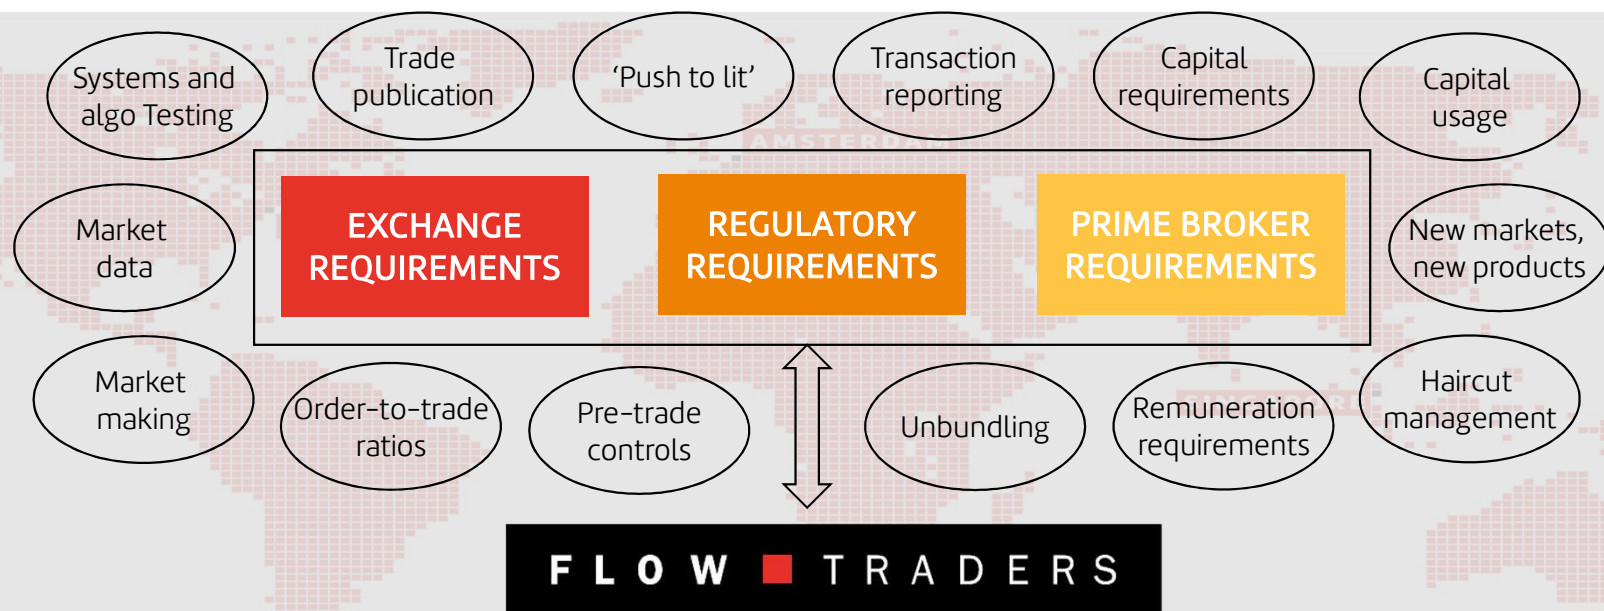 Systems and
algo Testing
Trade
publication
‘Push to lit’
Transaction
reporting
Capital
requirements
Capital
usage
AMSTERDAM
Market
data
EXCHANGE
REQUIREMENTS
REGULATORY
REQUIREMENTS
PRIME BROKER
REQUIREMENTS
New markets,
new products
Market
making
Order-to-trade
ratios
Pre-trade
controls
Unbundling
Remuneration
requirements
SINGAPORE
Haircut
management
FLOW TRADERS